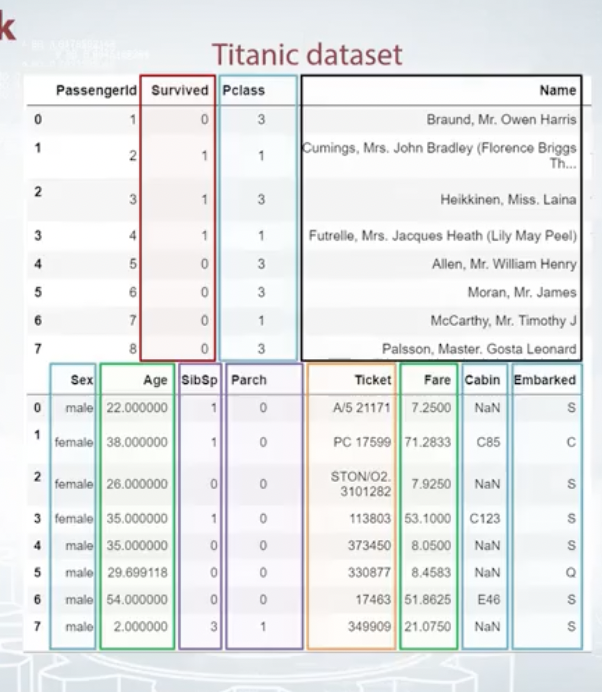 k
Titanic dataset
PassengerId Survived Pclass Name
0 1 0 3 Braund, Mr. Owen Harris
1 2 1 1 Cumings, Mrs. John Bradley (Florence Briggs
Th...
2 3 1 3 Heikkinen, Miss. Laina
3 4 1 1 Futrelle, Mrs. Jacques Heath (Lily May Peel)
4 5 0 3 Allen, Mr. William Henry
5 6 0 3 Moran, Mr. James
6 7 0 1 McCarthy, Mr. Timothy J
7 8 0 3 Palsson, Master. Gosta Leonard
Sex Age SibSp Parch Ticket Fare Cabin Embarked
0 male 22.000000 1 0 A/5 21171 7.2500 NaN S
1 female 38.000000 1 0 PC 17599 71.2833 C85 C
2 female 26.000000 0 0 STON/O2. 7.9250 NaN S
3101282
3 female 35.000000 1 0 113803 53.1000 C123 S
4 male 35.000000 0 0 373450 8.0500 NaN S
5 male 29.699118 0 0 330877 8.4583 NaN Q
6 male 54.000000 0 0 17463 51.8625 E46 S
7 male 2.000000 3 1 349909 21.0750 NaN S